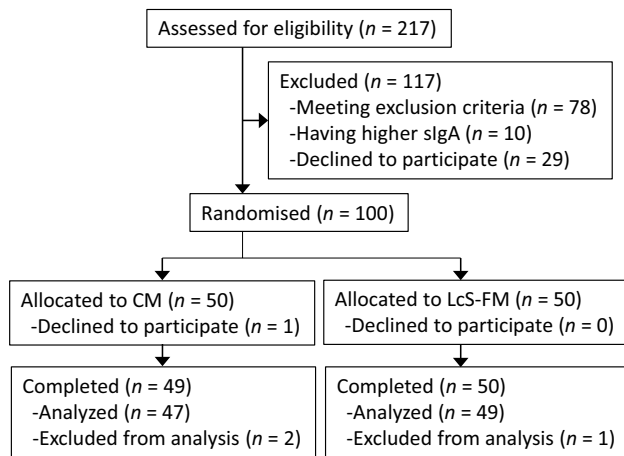 Assessed for eligibility (n = 217)
Excluded (n = 117)
-Meeting exclusion criteria (n = 78)
-Having higher sIgA (n = 10)
-Declined to participate (n = 29)
Randomised (n = 100)
Allocated to CM (n = 50)
-Declined to participate (n = 1)
Allocated to LcS-FM (n = 50)
-Declined to participate (n = 0)
Completed (n = 49)
-Analyzed (n = 47)
-Excluded from analysis (n = 2)
Completed (n = 50)
-Analyzed (n = 49)
-Excluded from analysis (n = 1)